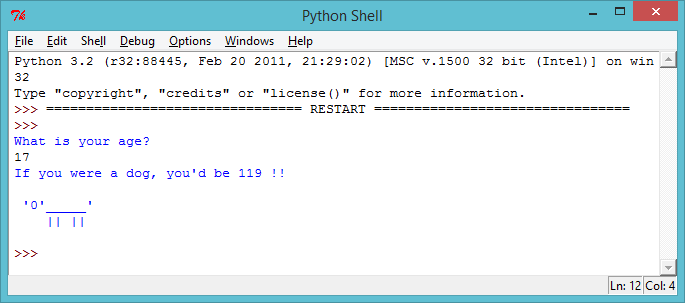 Python Shell
File Edit Shell Debug Options Windows Help
Python 3.2 (r32:88445, Feb 20 2011, 21:29:02) [MSC v.1500 32 bit (Intel)] on win
32
Type "copyright", "credits" or "license()" for more information.
>>> ================================ RESTART ================================
>>>
What is your age?
17
If you were a dog, you'd be 119 !!
 '0'_____'
    || ||
>>>
Ln: 12 Col: 4